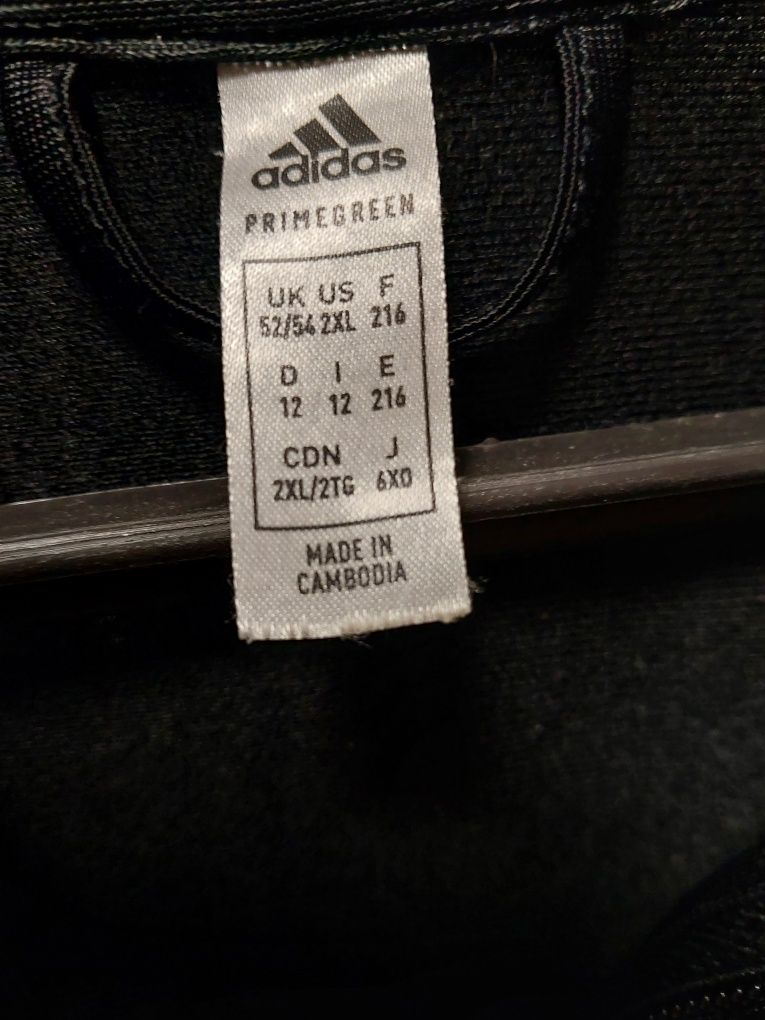 adidas
PRIMEGREEN
UK US F
52/54 2XL 216
D I E
12 12 216
CDN J
2XL/2TG 6XO
MADE IN
CAMBODIA